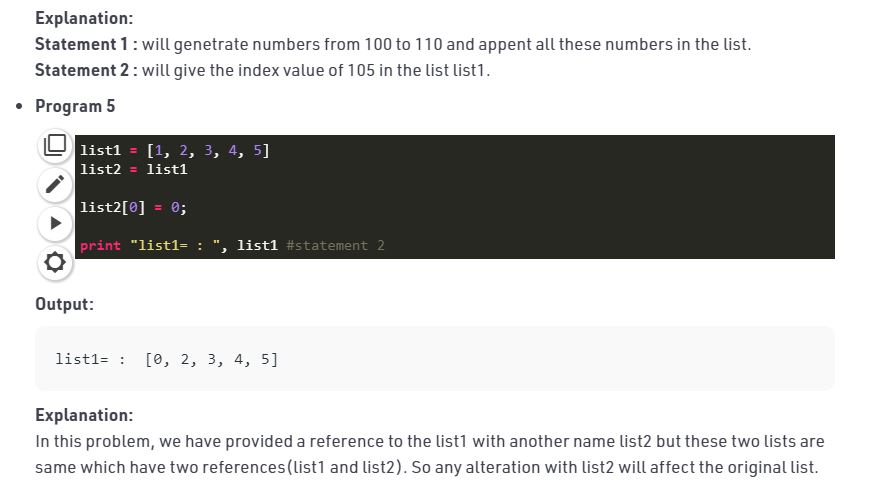 Explanation:
Statement 1 : will genetrate numbers from 100 to 110 and appent all these numbers in the list.
Statement 2 : will give the index value of 105 in the list list1.
• Program 5
list1 = [1, 2, 3, 4, 5]
list2 = list1
list2[0] = 0;
print "list1= : ", list1 #statement 2
Output:
list1= :  [0, 2, 3, 4, 5]
Explanation:
In this problem, we have provided a reference to the list1 with another name list2 but these two lists are
same which have two references(list1 and list2). So any alteration with list2 will affect the original list.